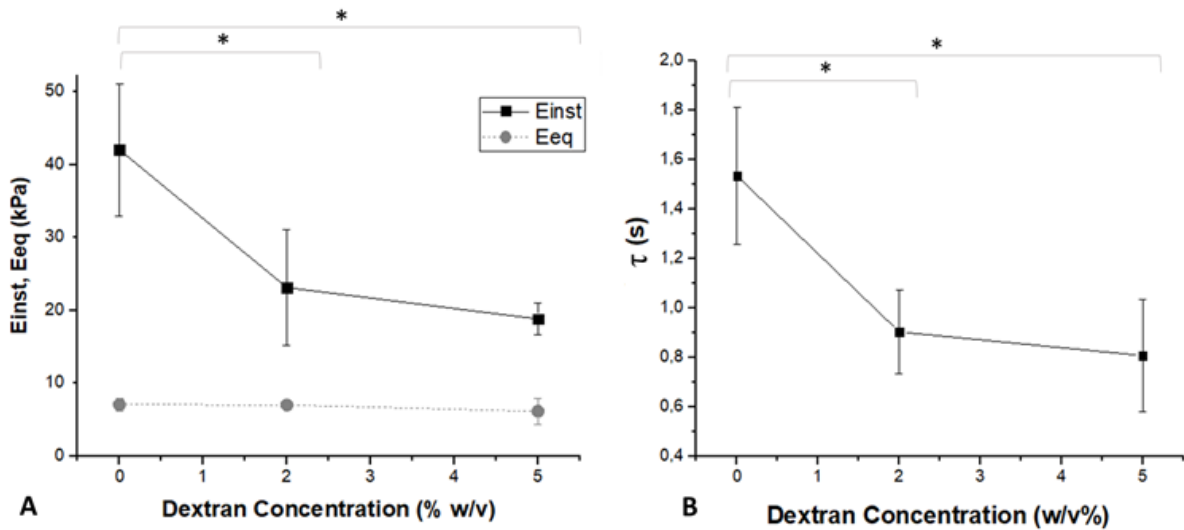 *
*
50
40
30
20
10
0
Einst, Eeq (kPa)
Einst
Eeq
0 1 2 3 4 5
Dextran Concentration (% w/v)
A
*
*
2,0
1,8
1,6
1,4
1,2
1,0
0,8
0,6
0,4
τ (s)
0 1 2 3 4 5
Dextran Concentration (w/v%)
B